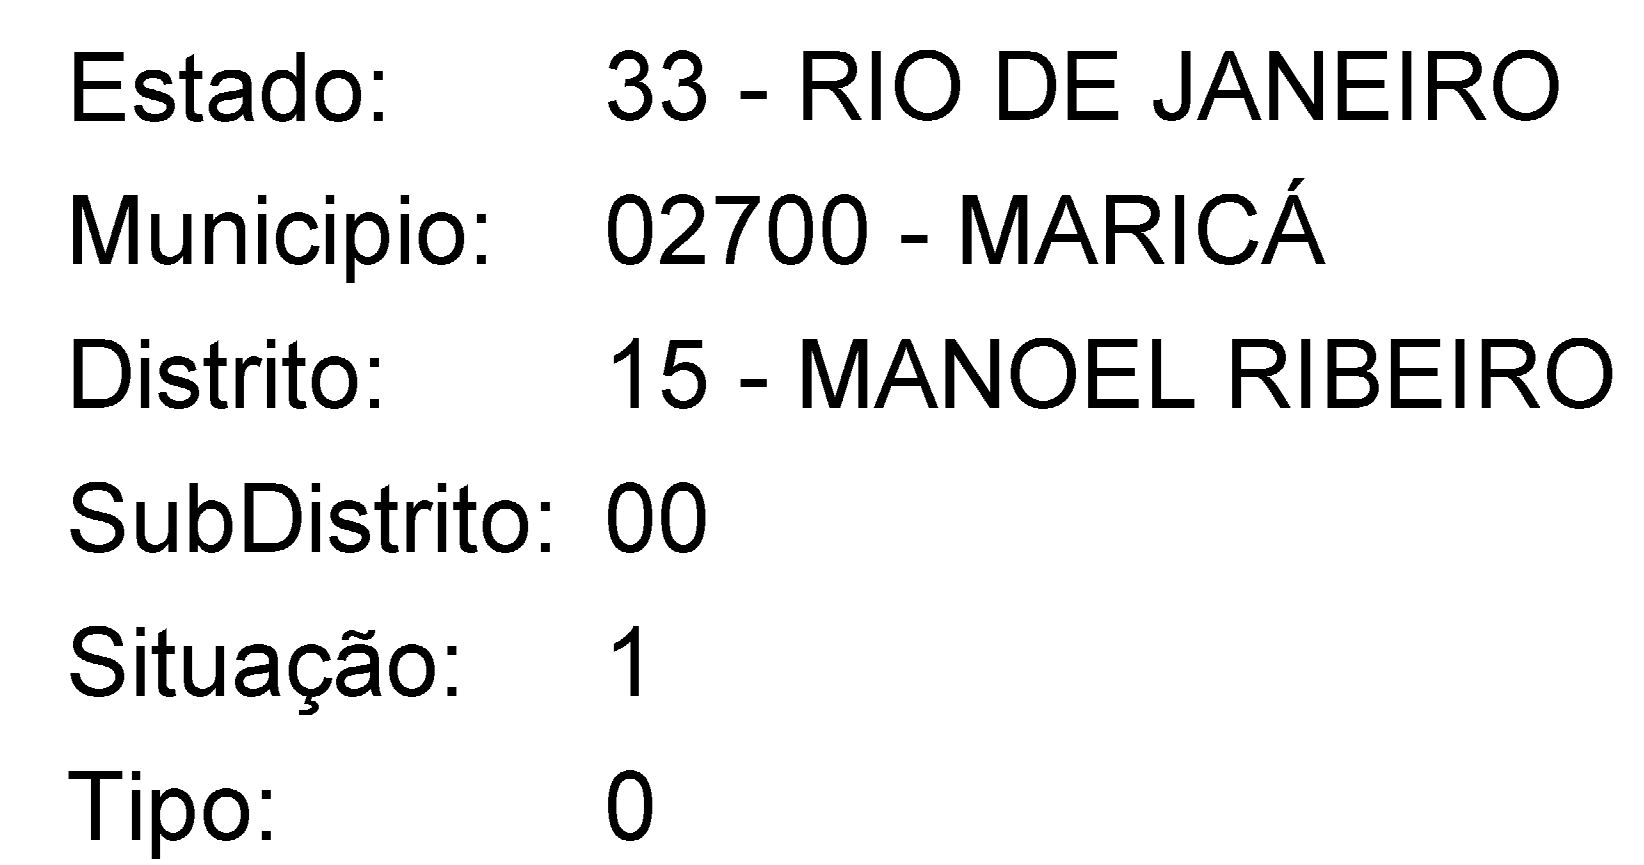 Estado: 33 - RIO DE JANEIRO
Municipio: 02700 - MARICÁ
Distrito: 15 - MANOEL RIBEIRO
SubDistrito: 00
Situação: 1
Tipo: 0